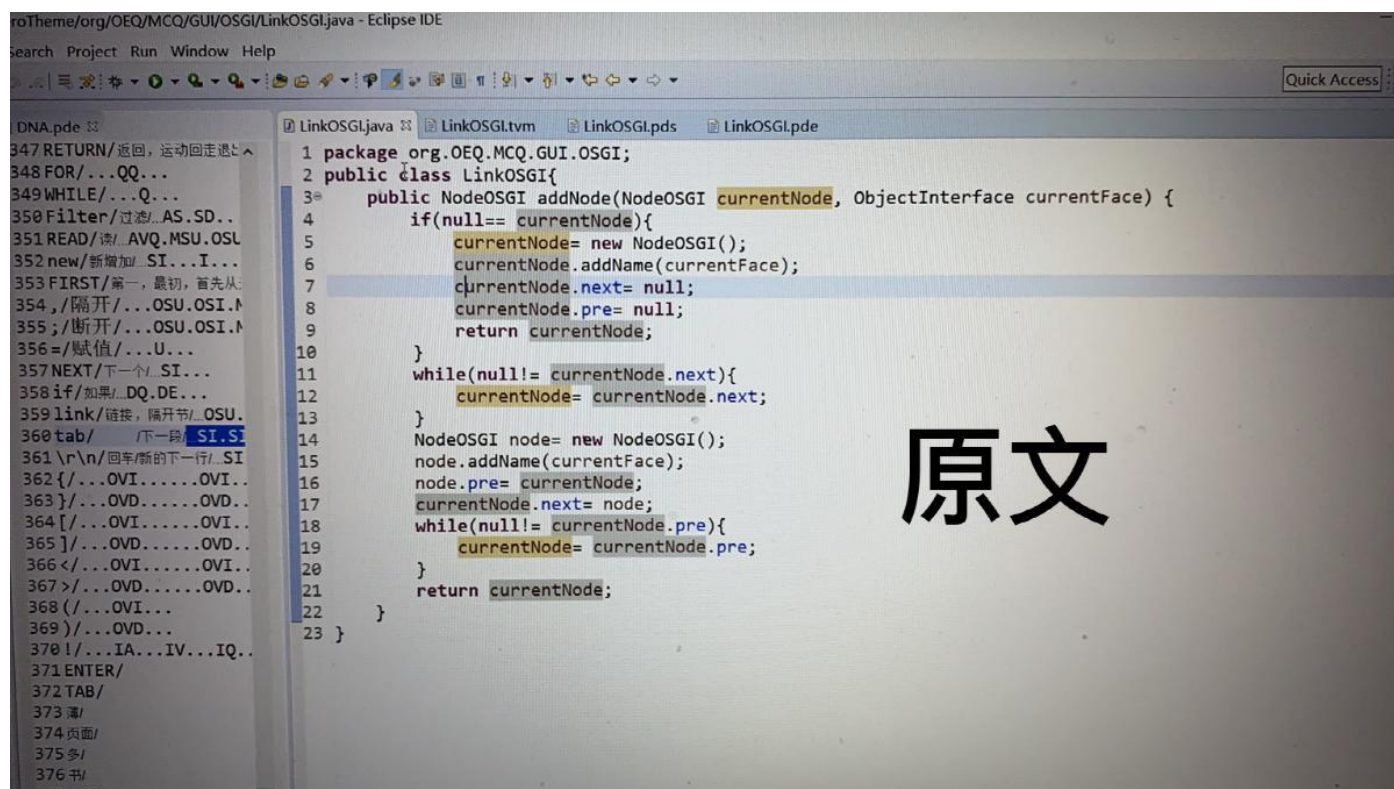 roTheme/org/OEQ/MCQ/GUI/OSGI/LinkOSGI.java - Eclipse IDE
Search Project Run Window Help
Quick Access
DNA.pde
347 RETURN/返回，运动回走退
348 FOR/...QQ...
349 WHILE/...Q...
350 Filter/过滤/...AS.SD..
351 READ/读/...AVQ.MSU.OSU
352 new/新增加/...SI...I...
353 FIRST/第一，最初，首先从
354 ,/隔开/...OSU.OSI.M
355 ;/断开/...OSU.OSI.M
356 =/赋值/...U...
357 NEXT/下一个/...SI...
358 if/如果/...DQ.DE...
359 link/链接，隔开节/...OSU.
360 tab/ /下一段/ SI.SI
361 \r\n/回车/新的下一行/...SI
362 {/...OVI......OVI..
363 }/...OVD......OVD..
364 [/...OVI......OVI..
365 ]/...OVD......OVD..
366 </...OVI......OVI..
367 >/...OVD......OVD..
368 (/...OVI...
369 )/...OVD...
370 !/...IA...IV...IQ..
371 ENTER/
372 TAB/
373 薄/
374 页面/
375 多/
376 书/
LinkOSGI.java LinkOSGI.tvm LinkOSGI.pds LinkOSGI.pde
1 package org.OEQ.MCQ.GUI.OSGI;
2 public class LinkOSGI{
3 public NodeOSGI addNode(NodeOSGI currentNode, ObjectInterface currentFace) {
4 if(null== currentNode){
5 currentNode= new NodeOSGI();
6 currentNode.addName(currentFace);
7 currentNode.next= null;
8 currentNode.pre= null;
9 return currentNode;
10 }
11 while(null!= currentNode.next){
12 currentNode= currentNode.next;
13 }
14 NodeOSGI node= new NodeOSGI();
15 node.addName(currentFace);
16 node.pre= currentNode;
17 currentNode.next= node;
18 while(null!= currentNode.pre){
19 currentNode= currentNode.pre;
20 }
21 return currentNode;
22 }
23 }
原文